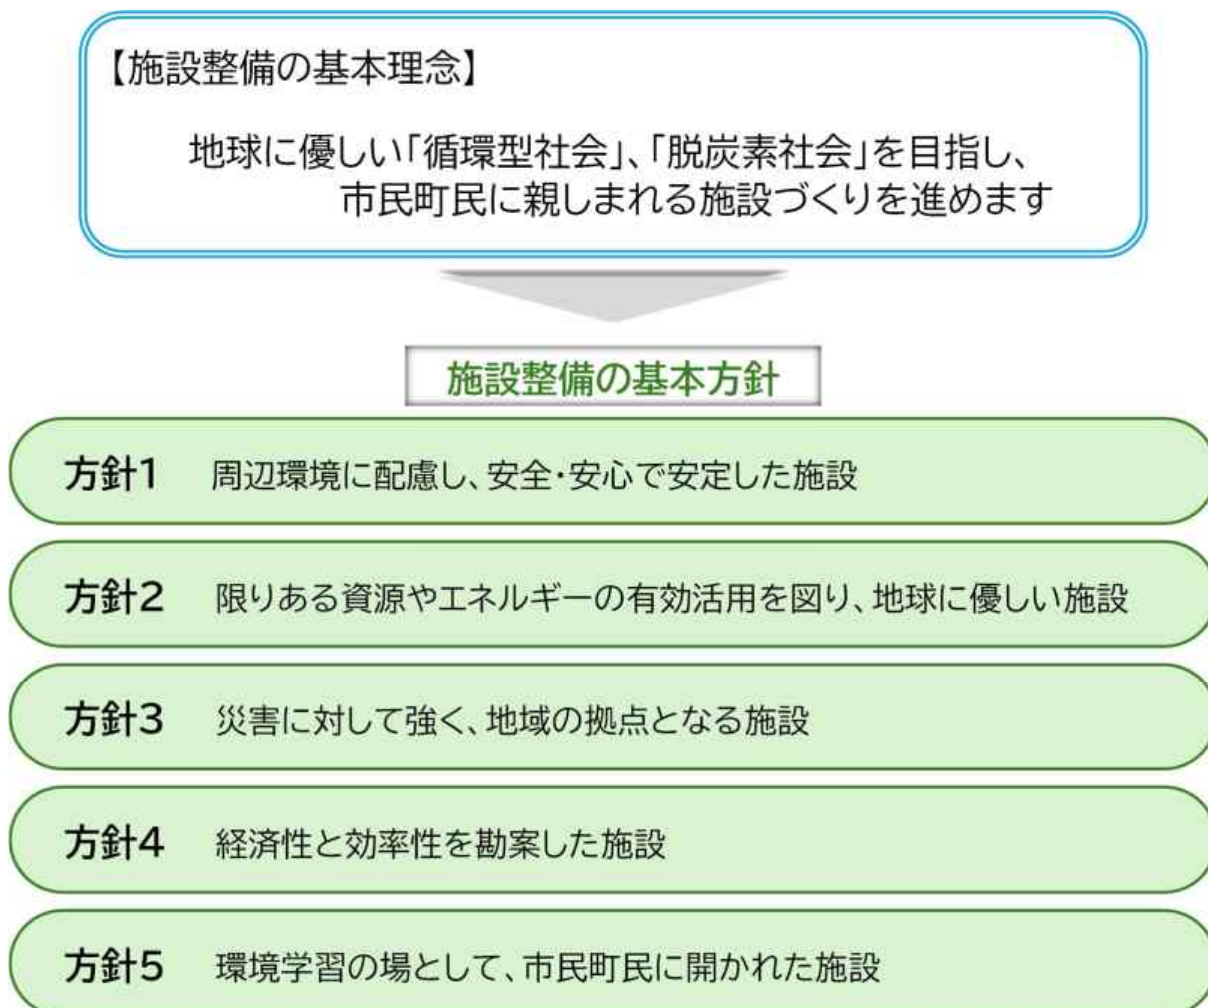 【施設整備の基本理念】
地球に優しい「循環型社会」、「脱炭素社会」を目指し、
市民町民に親しまれる施設づくりを進めます
施設整備の基本方針
方針1 周辺環境に配慮し、安全・安心で安定した施設
方針2 限りある資源やエネルギーの有効活用を図り、地球に優しい施設
方針3 災害に対して強く、地域の拠点となる施設
方針4 経済性と効率性を勘案した施設
方針5 環境学習の場として、市民町民に開かれた施設